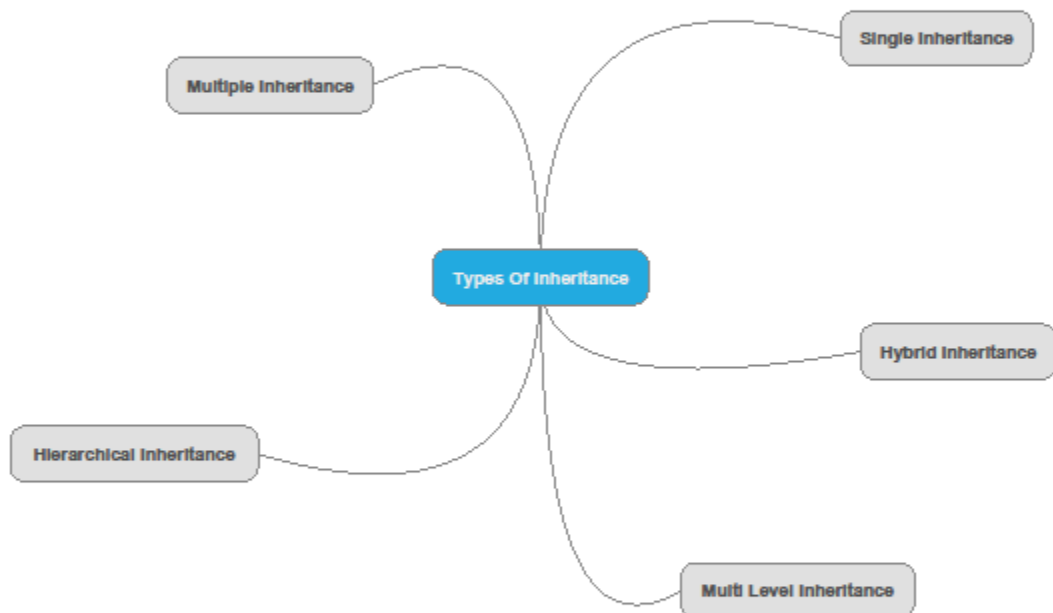 Single Inheritance
Multiple Inheritance
Types Of Inheritance
Hybrid Inheritance
Hierarchical Inheritance
Multi Level Inheritance